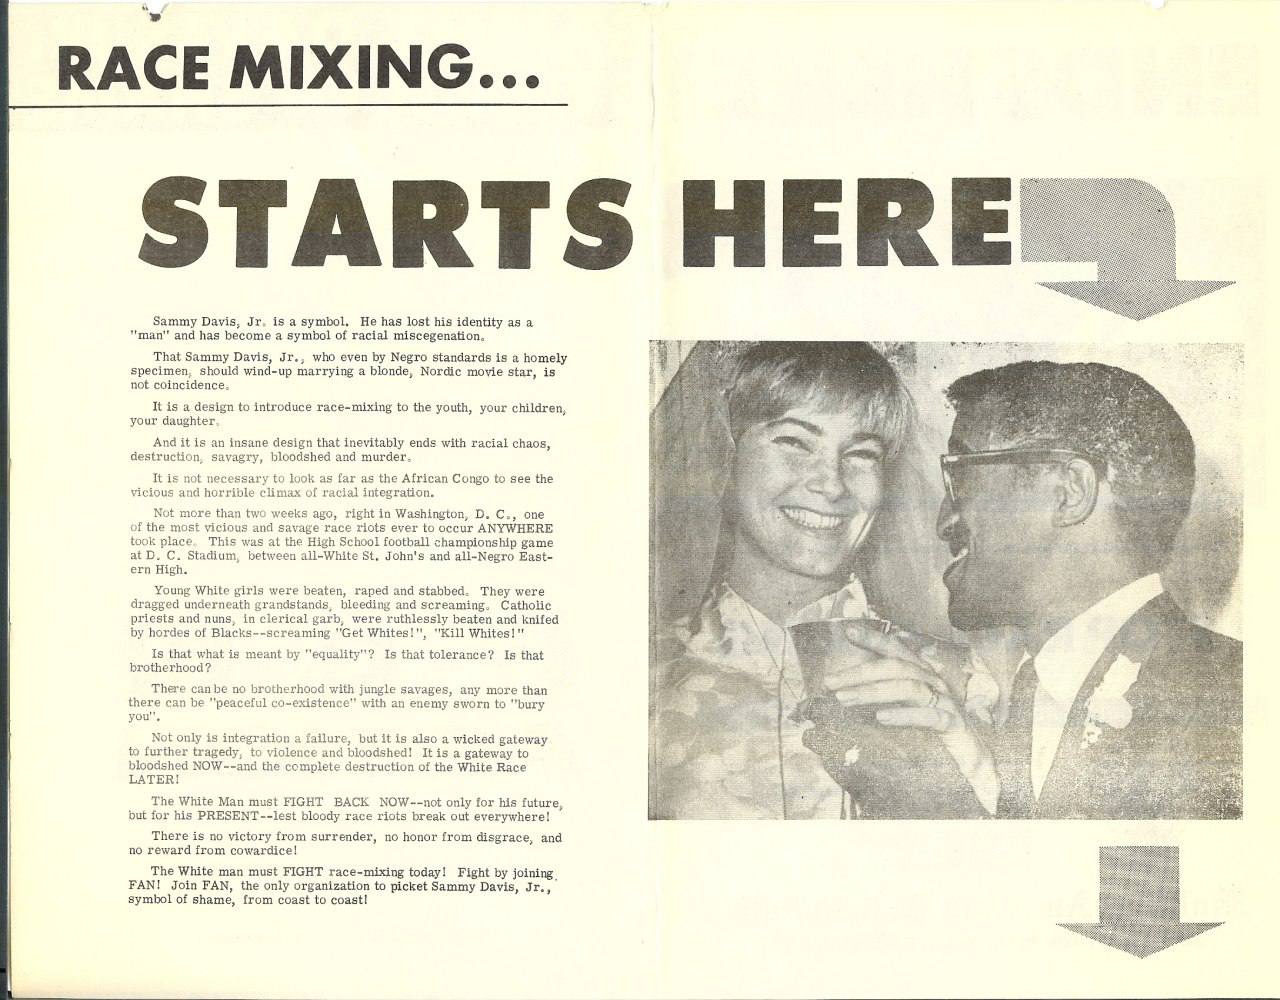 RACE MIXING...
STARTS HERE
Sammy Davis, Jr. is a symbol. He has lost his identity as a
"man" and has become a symbol of racial miscegenation.
That Sammy Davis, Jr., who even by Negro standards is a homely
specimen, should wind-up marrying a blonde, Nordic movie star, is
not coincidence.
It is a design to introduce race-mixing to the youth, your children,
your daughter.
And it is an insane design that inevitably ends with racial chaos,
destruction, savagry, bloodshed and murder.
It is not necessary to look as far as the African Congo to see the
vicious and horrible climax of racial integration.
Not more than two weeks ago, right in Washington, D. C., one
of the most vicious and savage race riots ever to occur ANYWHERE
took place. This was at the High School football championship game
at D. C. Stadium, between all-White St. John's and all-Negro East-
ern High.
Young White girls were beaten, raped and stabbed. They were
dragged underneath grandstands, bleeding and screaming. Catholic
priests and nuns, in clerical garb, were ruthlessly beaten and knifed
by hordes of Blacks--screaming "Get Whites!", "Kill Whites!"
Is that what is meant by "equality"? Is that tolerance? Is that
brotherhood?
There can be no brotherhood with jungle savages, any more than
there can be "peaceful co-existence" with an enemy sworn to "bury
you".
Not only is integration a failure, but it is also a wicked gateway
to further tragedy, to violence and bloodshed! It is a gateway to
bloodshed NOW--and the complete destruction of the White Race
LATER!
The White Man must FIGHT BACK NOW--not only for his future,
but for his PRESENT--lest bloody race riots break out everywhere!
There is no victory from surrender, no honor from disgrace, and
no reward from cowardice!
The White man must FIGHT race-mixing today! Fight by joining
FAN! Join FAN, the only organization to picket Sammy Davis, Jr.,
symbol of shame, from coast to coast!